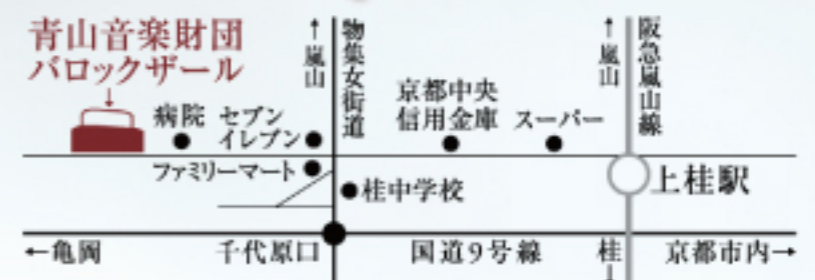 青山音楽財団
バロックザール
病院
セブン
イレブン
ファミリーマート
↑嵐山
物集女街道
京都中央
信用金庫
スーパー
↑嵐山
阪急嵐山線
上桂駅
桂中学校
←亀岡
千代原口
国道9号線
桂
京都市内→